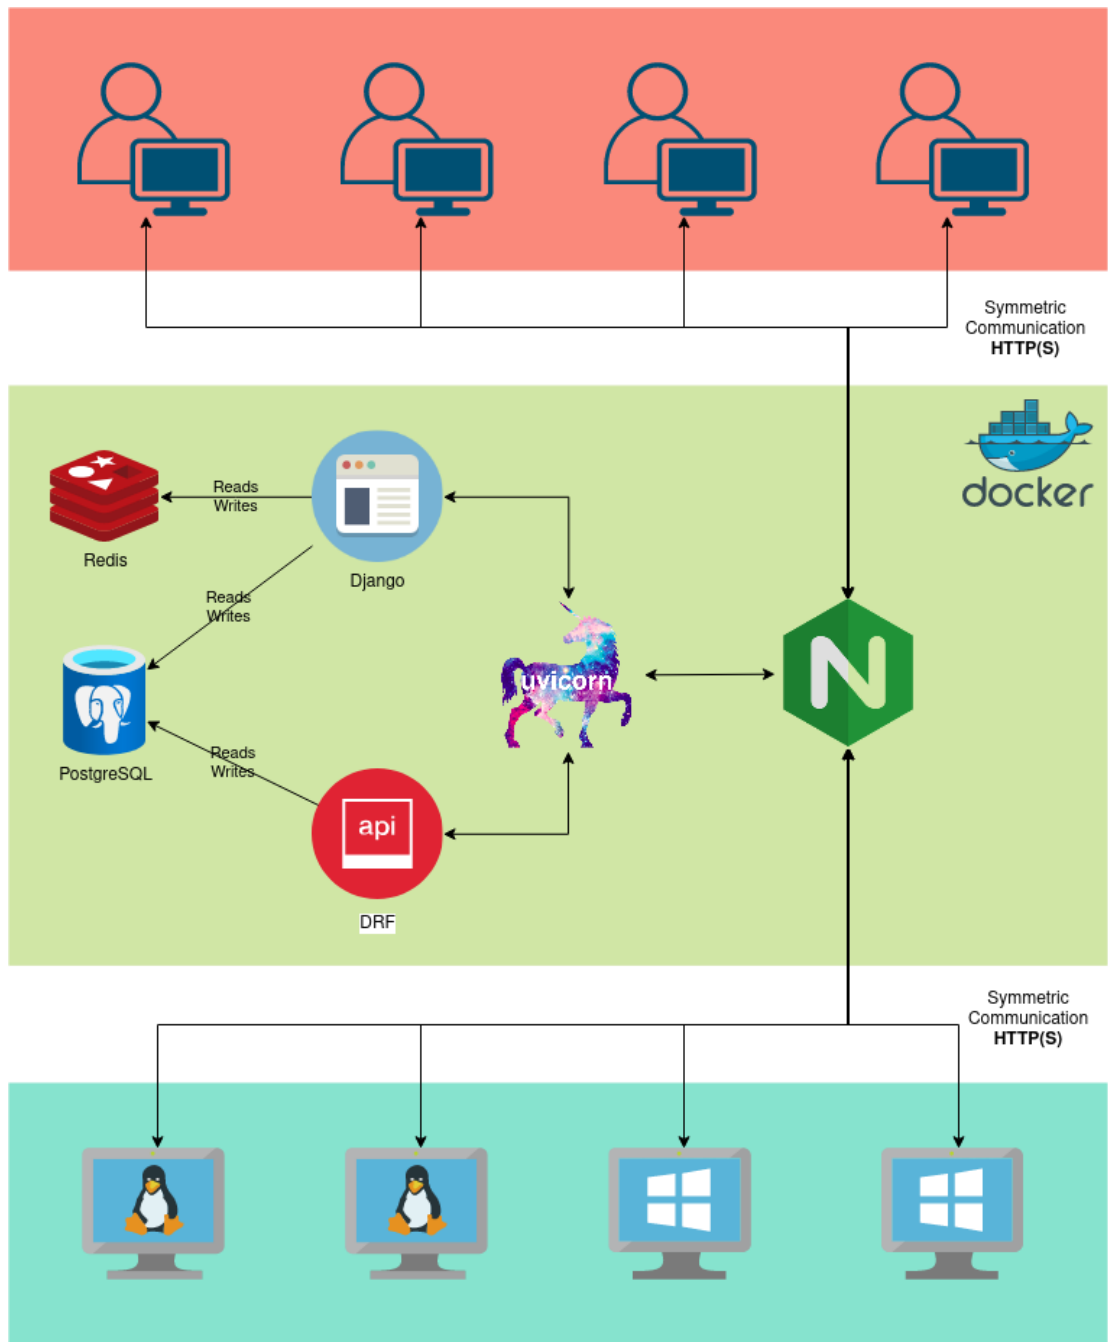 Symmetric
Communication
HTTP(S)
docker
Reads
Writes
Redis
Django
Reads
Writes
uvicorn
N
PostgreSQL
Reads
Writes
api
DRF
Symmetric
Communication
HTTP(S)